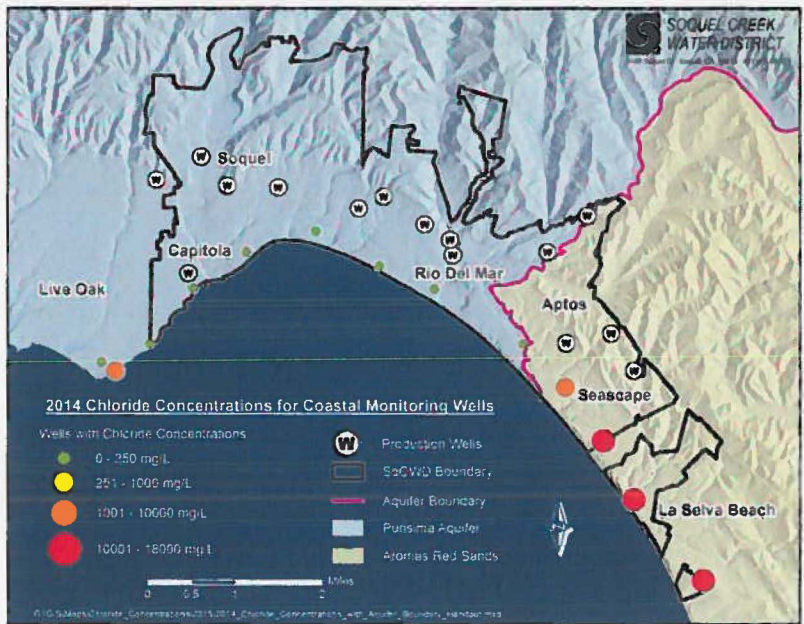 SOQUEL CREEK
WATER DISTRICT
Soquel
Capitola
Live Oak
Rio Del Mar
Aptos
Seascape
La Selva Beach
2014 Chloride Concentrations for Coastal Monitoring Wells
Wells with Chloride Concentrations
0 - 250 mg/L
251 - 1000 mg/L
1001 - 10000 mg/L
10001 - 18000 mg/L
W Production Wells
SqCWD Boundary
Aquifer Boundary
Purisima Aquifer
Aromas Red Sands
0 0.5 1 2 Miles